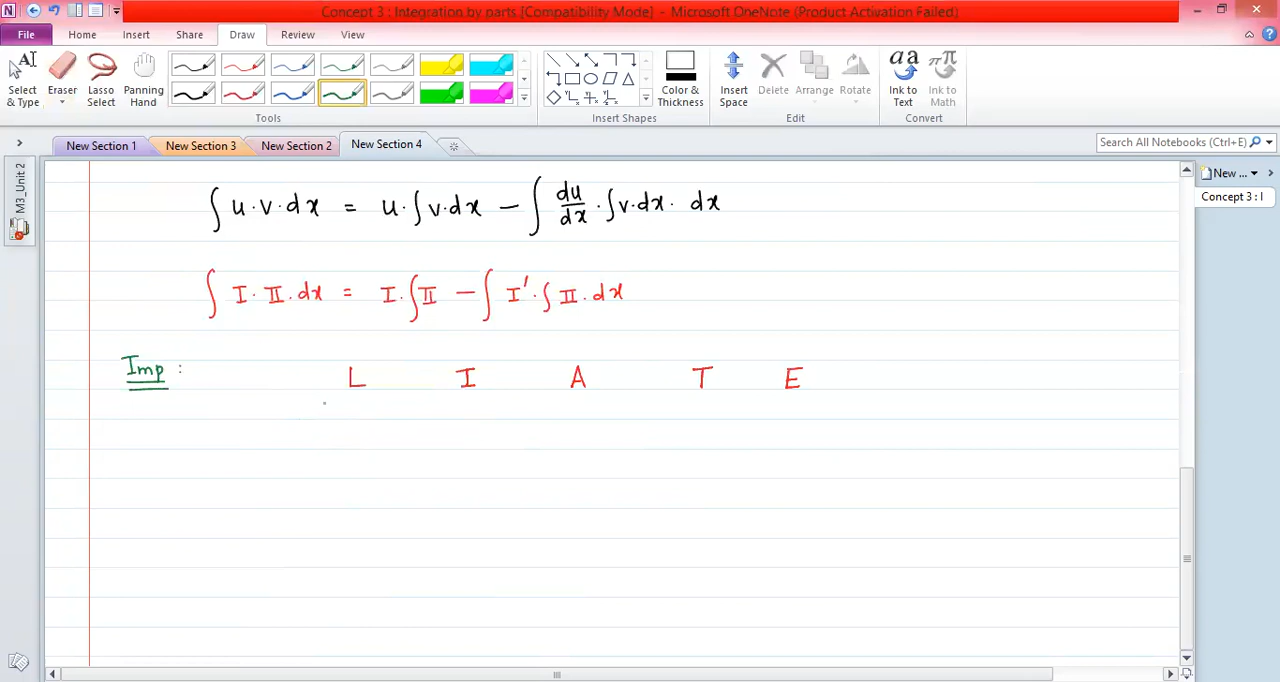 Concept 3 : Integration by parts [Compatibility Mode] - Microsoft OneNote (Product Activation Failed)
File Home Insert Share Draw Review View
Select & Type Eraser Lasso Select Panning Hand Color & Thickness Insert Space Delete Arrange Rotate Ink to Text Ink to Math
Tools Insert Shapes Edit Convert
New Section 1 New Section 3 New Section 2 New Section 4 Search All Notebooks (Ctrl+E)
New ...
Concept 3 : I
M3_Unit 2
∫ u·v·dx = u·∫v·dx − ∫ du/dx · ∫v·dx · dx
∫ I · II · dx = I·∫II − ∫ I' · ∫ II · dx
Imp : L I A T E